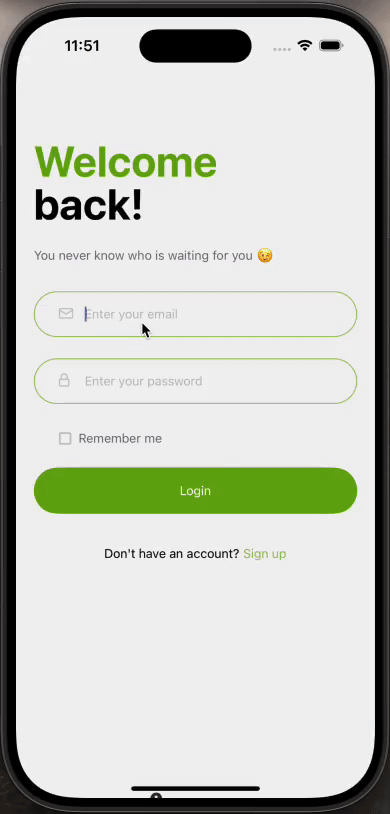 11:51
Welcome
back!
You never know who is waiting for you 😉
Enter your email
Enter your password
Remember me
Login
Don't have an account? Sign up